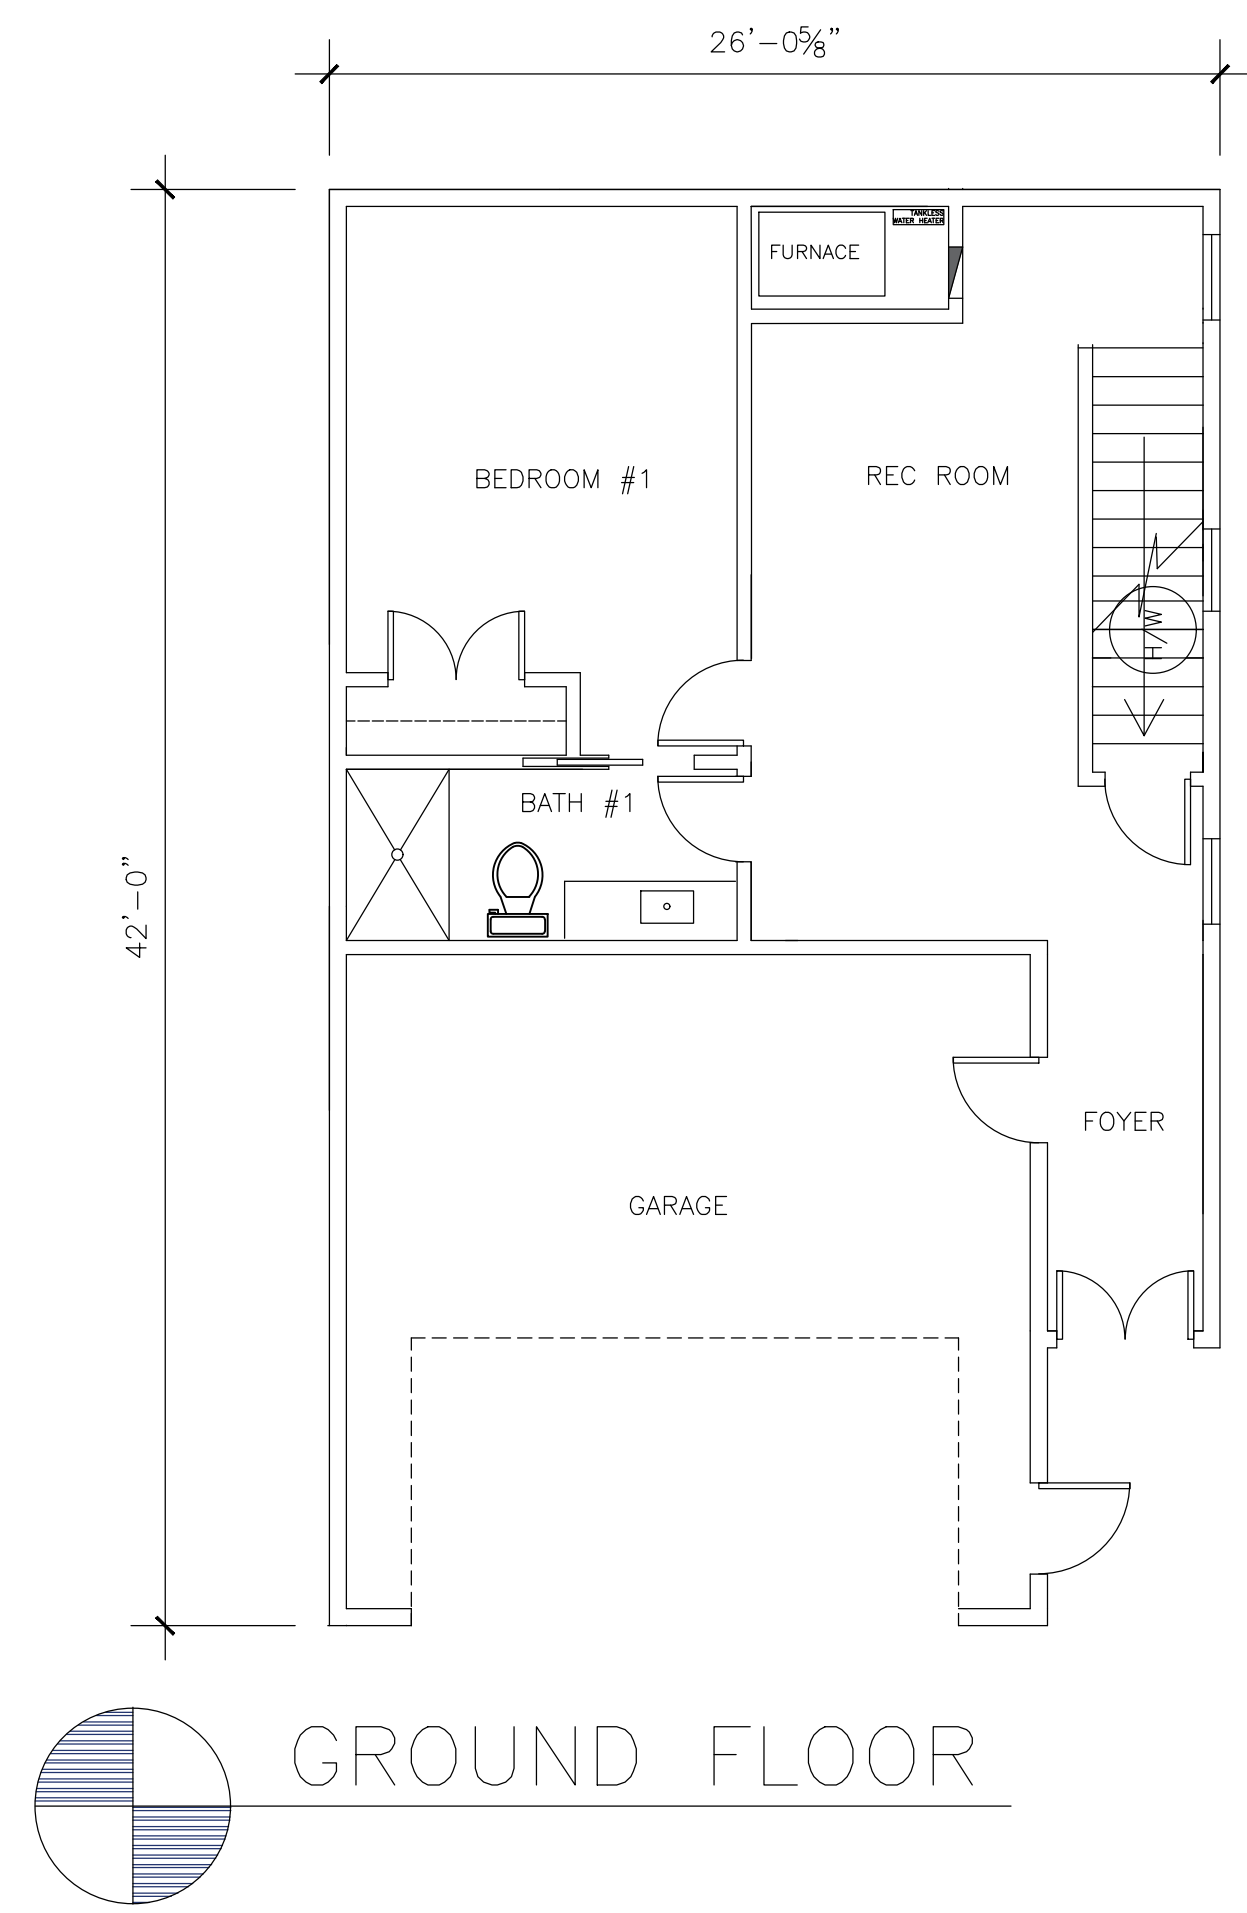 26'-0⅝"
TANKLESS
WATER HEATER
FURNACE
BEDROOM #1
REC ROOM
H/W
BATH #1
42'-0"
FOYER
GARAGE
GROUND FLOOR